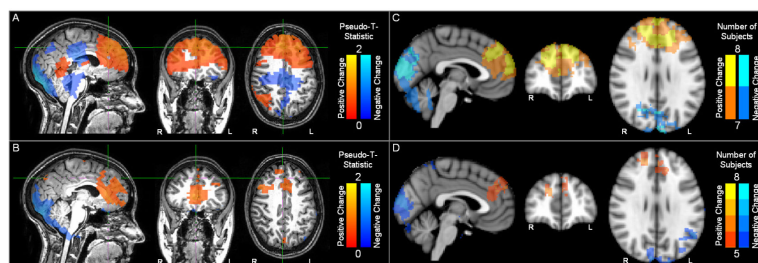 A
Pseudo-T-
Statistic
2
Positive Change
Negative Change
0
R
L
R
L
B
Pseudo-T-
Statistic
2
Positive Change
Negative Change
0
R
L
R
L
C
Number of
Subjects
8
Positive Change
Negative Change
7
R
L
R
L
D
Number of
Subjects
8
Positive Change
Negative Change
5
R
L
R
L